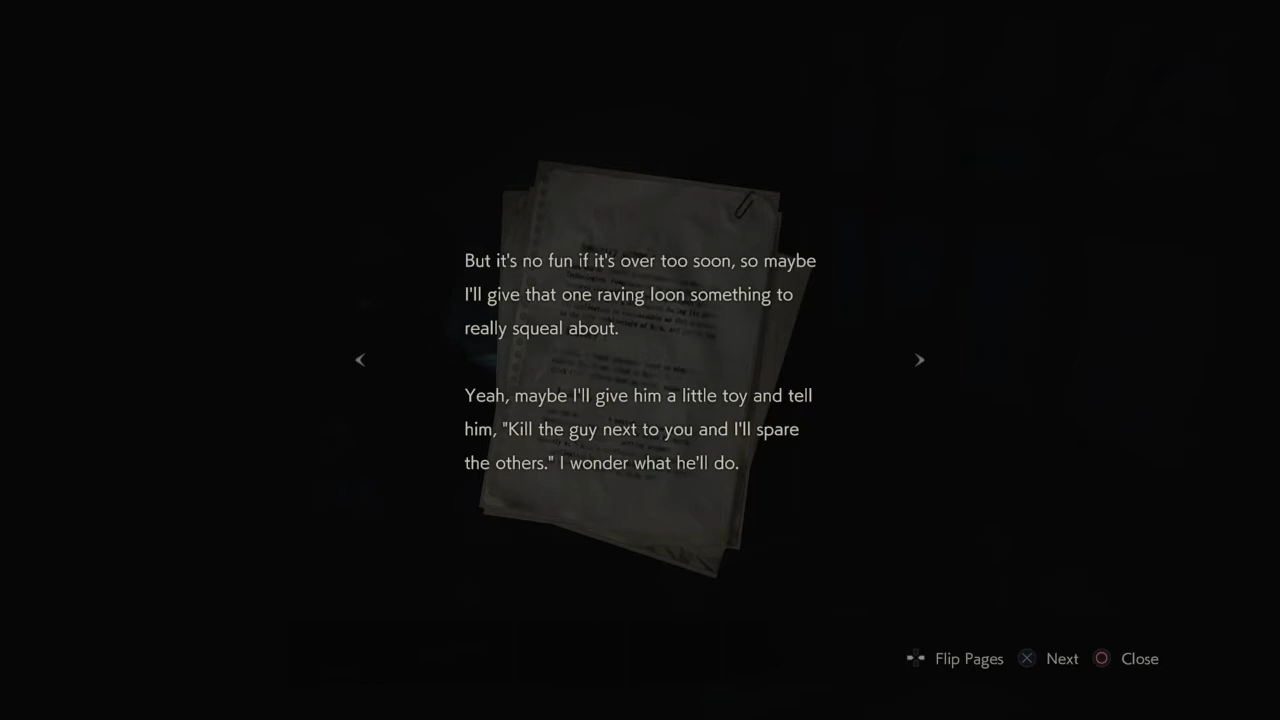 But it's no fun if it's over too soon, so maybe
I'll give that one raving loon something to
really squeal about.
Yeah, maybe I'll give him a little toy and tell
him, "Kill the guy next to you and I'll spare
the others." I wonder what he'll do.
Flip Pages Next Close